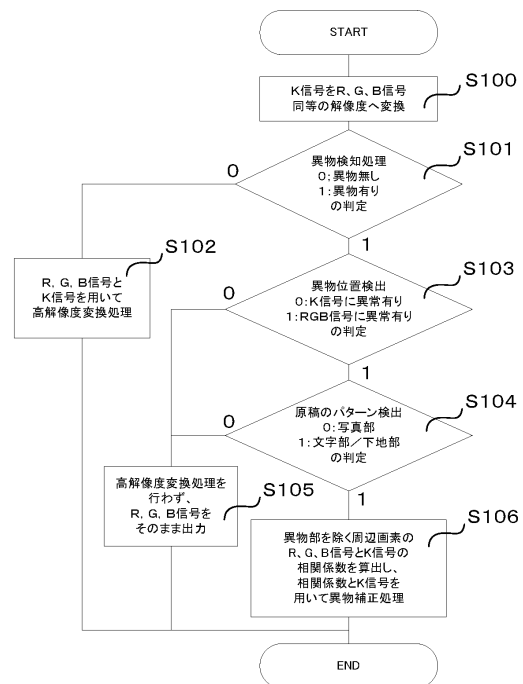 START
K信号をR、G、B信号
同等の解像度へ変換
S100
異物検知処理
0;異物無し
1:異物有り
の判定
S101
0
1
R, G, B信号と
K信号を用いて
高解像度変換処理
S102
異物位置検出
0:K信号に異常有り
1:RGB信号に異常有り
の判定
S103
0
1
原稿のパターン検出
0:写真部
1:文字部/下地部
の判定
S104
0
1
高解像度変換処理を
行わず、
R, G, B信号を
そのまま出力
S105
異物部を除く周辺画素の
R、G、B信号とK信号の
相関係数を算出し、
相関係数とK信号を
用いて異物補正処理
S106
END